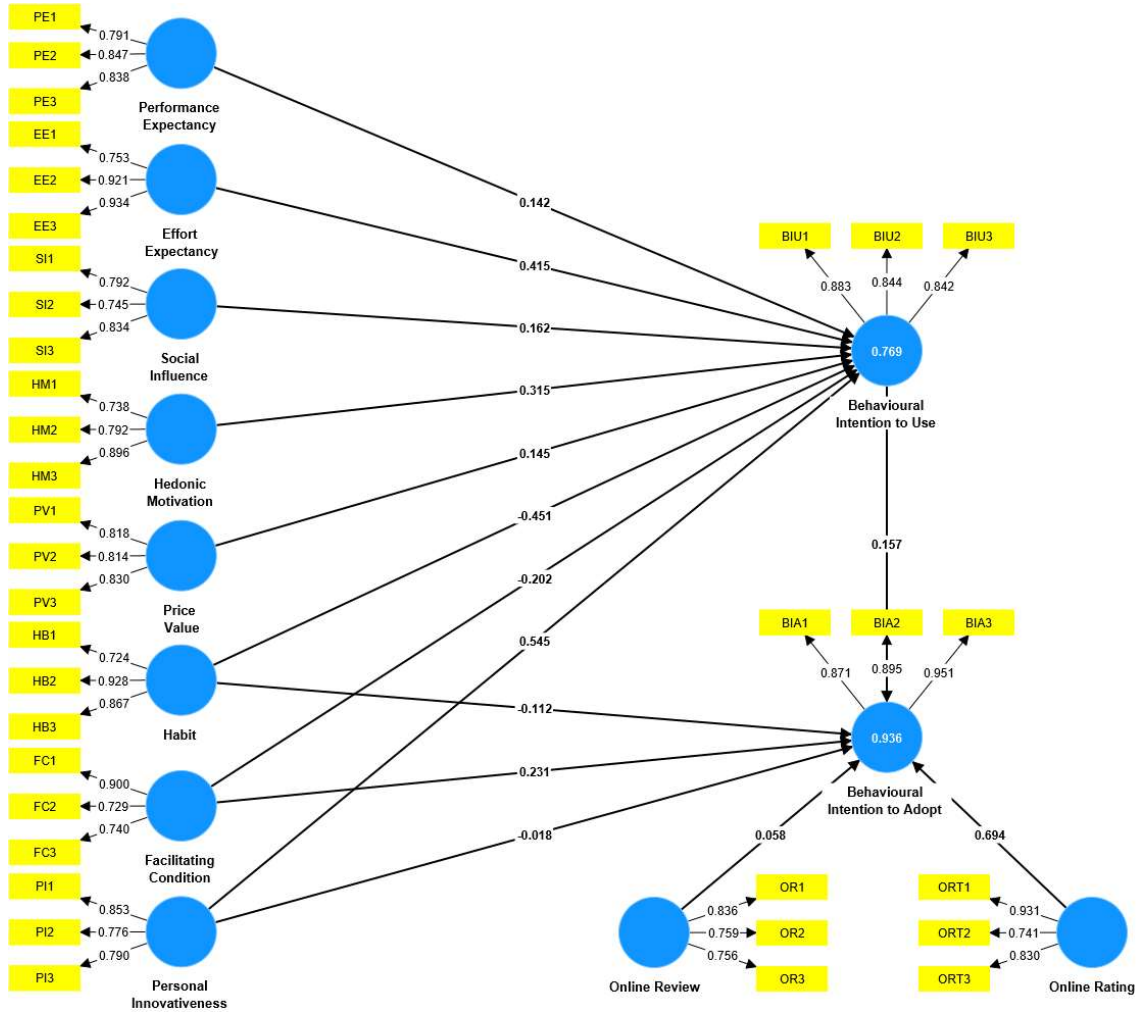 PE1
0.791
PE2
0.847
0.838
PE3
Performance
Expectancy
EE1
0.753
EE2
0.921
0.934
EE3
Effort
Expectancy
SI1
0.792
SI2
0.745
0.834
SI3
Social
Influence
HM1
0.738
HM2
0.792
0.896
HM3
Hedonic
Motivation
PV1
0.818
PV2
0.814
0.830
PV3
Price
Value
HB1
0.724
HB2
0.928
0.867
HB3
Habit
FC1
0.900
FC2
0.729
0.740
FC3
Facilitating
Condition
PI1
0.853
PI2
0.776
0.790
PI3
Personal
Innovativeness
0.142
0.415
0.162
0.315
0.145
-0.451
-0.202
0.545
-0.112
0.231
-0.018
BIU1
BIU2
BIU3
0.883
0.844
0.842
0.769
Behavioural
Intention to Use
0.157
BIA1
BIA2
BIA3
0.871
0.895
0.951
0.936
Behavioural
Intention to Adopt
0.058
0.694
OR1
0.836
OR2
0.759
0.756
OR3
Online Review
ORT1
0.931
ORT2
0.741
0.830
ORT3
Online Rating